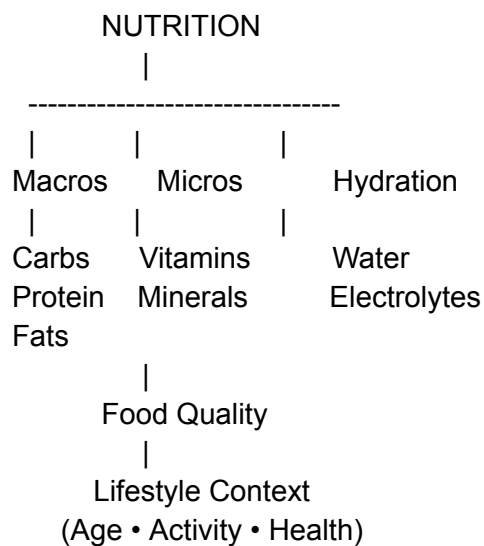 NUTRITION
|
--------------------------------
| | |
Macros Micros Hydration
| | |
Carbs Vitamins Water
Protein Minerals Electrolytes
Fats
|
Food Quality
|
Lifestyle Context
(Age • Activity • Health)